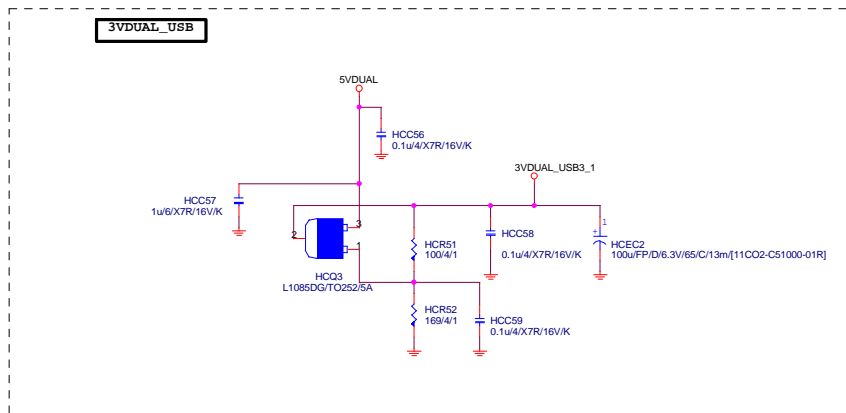 3VDUAL_USB
5VDUAL
HCC56
0.1u/4/X7R/16V/K
3VDUAL_USB3_1
HCC57
1u/6/X7R/16V/K
3
2
1
HCQ3
L1085DG/TO252/5A
HCR51
100/4/1
HCC58
0.1u/4/X7R/16V/K
1
+
HCEC2
100u/FP/D/6.3V/65/C/13m/[11CO2-C51000-01R]
HCR52
169/4/1
HCC59
0.1u/4/X7R/16V/K